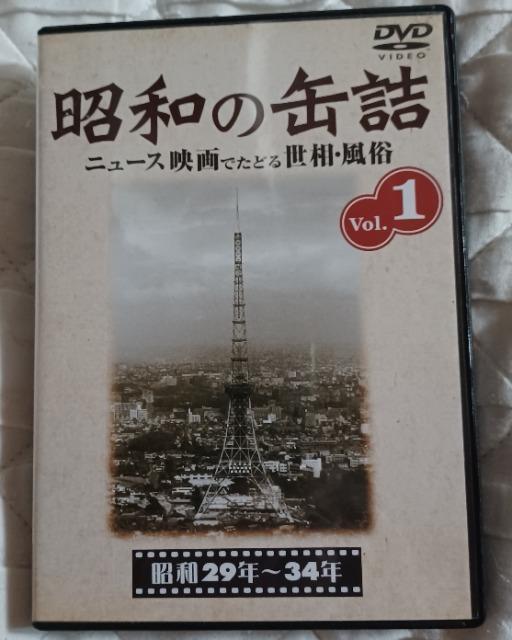 DVD
VIDEO
昭和の缶詰
ニュース映画でたどる世相・風俗
Vol.1
昭和29年～34年